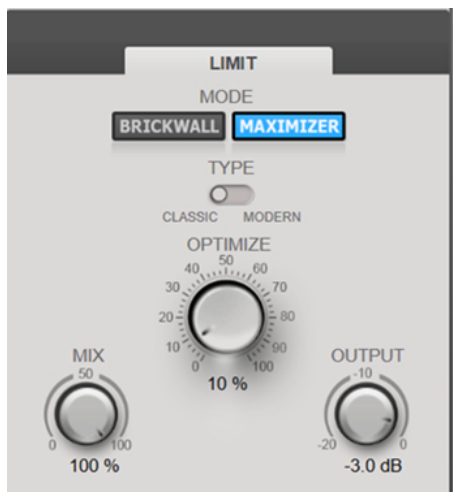 LIMIT
MODE
BRICKWALL MAXIMIZER
TYPE
CLASSIC MODERN
OPTIMIZE
0 10 20 30 40 50 60 70 80 90 100
10 %
MIX
0 50 100
100 %
OUTPUT
-20 -10 0
-3.0 dB